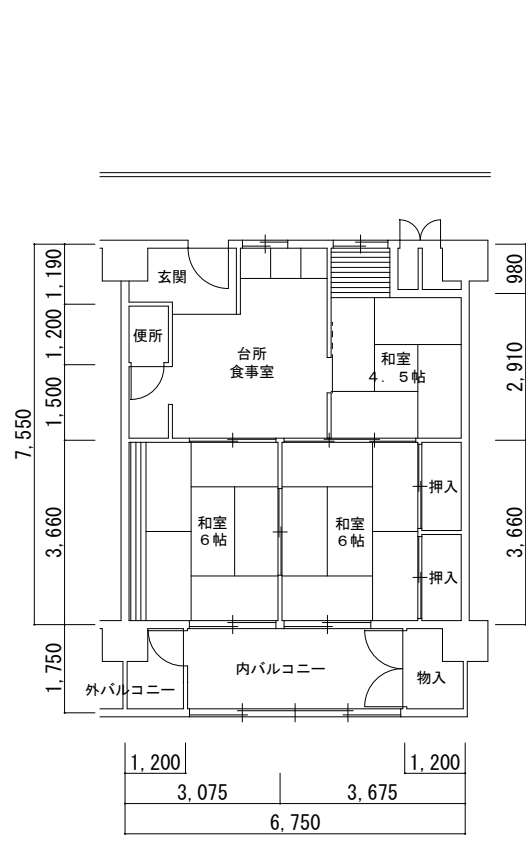 玄関
便所
台所
食事室
和室
4．5帖
和室
6帖
和室
6帖
押入
押入
内バルコニー
外バルコニー
物入
1,190
1,200
1,500
7,550
3,660
1,750
980
2,910
3,660
1,200
1,200
3,075
3,675
6,750